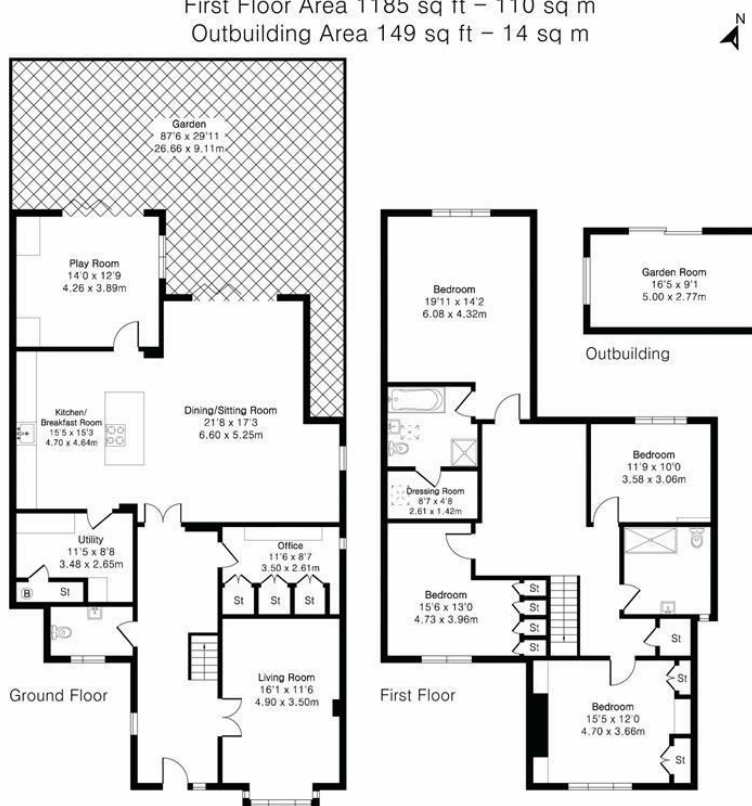 First Floor Area 1185 sq ft – 110 sq m
Outbuilding Area 149 sq ft – 14 sq m
N
Garden
87'6 x 29'11
26.66 x 9.11m
Play Room
14'0 x 12'9
4.26 x 3.89m
Kitchen/
Breakfast Room
15'5 x 15'3
4.70 x 4.64m
Dining/Sitting Room
21'8 x 17'3
6.60 x 5.25m
Utility
11'5 x 8'8
3.48 x 2.65m
B
St
Office
11'6 x 8'7
3.50 x 2.61m
St
St
St
Living Room
16'1 x 11'6
4.90 x 3.50m
Ground Floor
Bedroom
19'11 x 14'2
6.08 x 4.32m
Garden Room
16'5 x 9'1
5.00 x 2.77m
Outbuilding
Bedroom
11'9 x 10'0
3.58 x 3.06m
Dressing Room
8'7 x 4'8
2.61 x 1.42m
Bedroom
15'6 x 13'0
4.73 x 3.96m
St
St
St
St
St
First Floor
Bedroom
15'5 x 12'0
4.70 x 3.66m
St
St